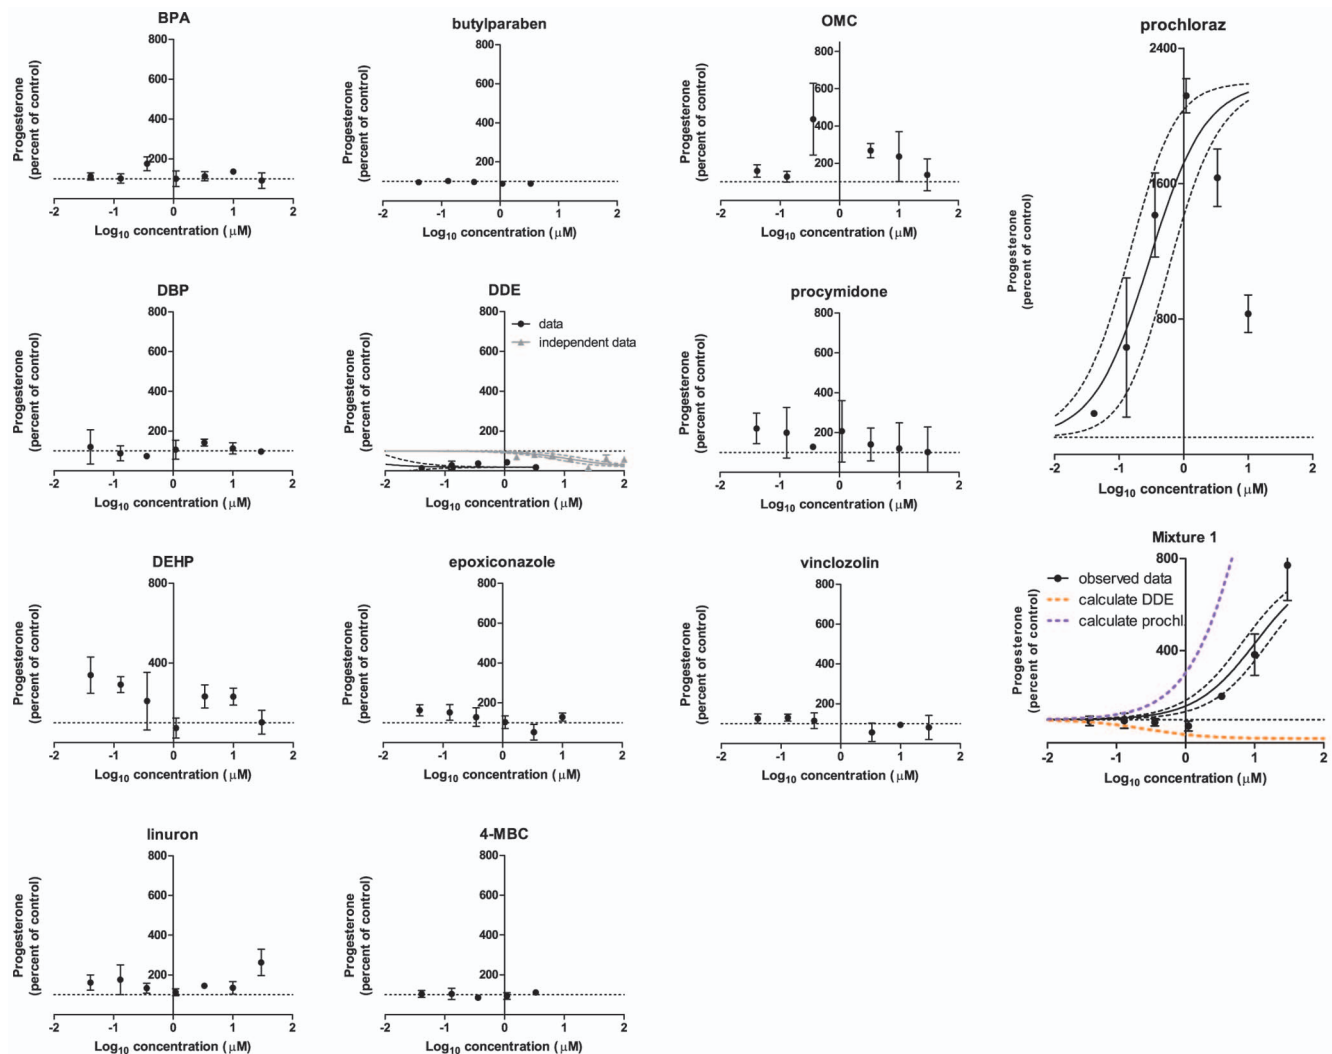 BPA
Progesterone
(percent of control)
800
600
400
200
-2 -1 0 1 2
Log10 concentration (μM)
butylparaben
Progesterone
(percent of control)
800
600
400
200
-2 -1 0 1 2
Log10 concentration (μM)
OMC
Progesterone
(percent of control)
800
600
400
200
-2 -1 0 1 2
Log10 concentration (μM)
prochloraz
Progesterone
(percent of control)
2400
1600
800
-2 -1 0 1 2
Log10 concentration (μM)
DBP
Progesterone
(percent of control)
800
600
400
200
-2 -1 0 1 2
Log10 concentration (μM)
DDE
data
independent data
Progesterone
(percent of control)
800
600
400
200
-2 -1 0 1 2
Log10 concentration (μM)
procymidone
Progesterone
(percent of control)
800
600
400
200
-2 -1 0 1 2
Log10 concentration (μM)
DEHP
Progesterone
(percent of control)
800
400
-2 -1 0 1 2
Log10 concentration (μM)
epoxiconazole
Progesterone
(percent of control)
800
600
400
200
-2 -1 0 1 2
Log10 concentration (μM)
vinclozolin
Progesterone
(percent of control)
800
600
400
200
-2 -1 0 1 2
Log10 concentration (μM)
Mixture 1
observed data
calculate DDE
calculate prochl.
Progesterone
(percent of control)
800
400
-2 -1 0 1 2
Log10 concentration (μM)
linuron
Progesterone
(percent of control)
800
600
400
200
-2 -1 0 1 2
Log10 concentration (μM)
4-MBC
Progesterone
(percent of control)
800
600
400
200
-2 -1 0 1 2
Log10 concentration (μM)